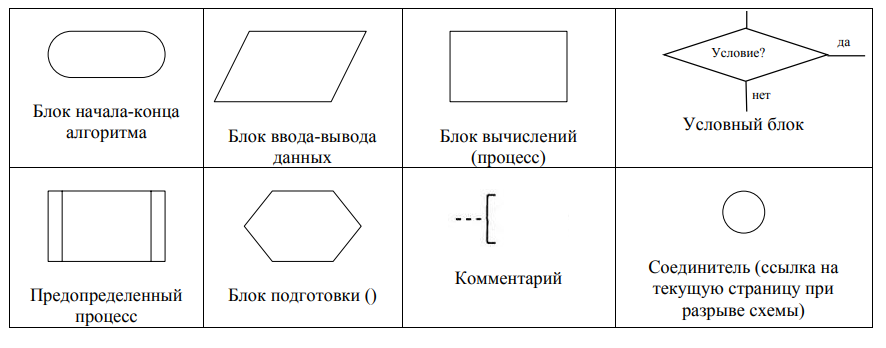 Блок начала-конца
алгоритма
Блок ввода-вывода
данных
Блок вычислений
(процесс)
Условие?
да
нет
Условный блок
Предопределенный
процесс
Блок подготовки ()
Комментарий
Соединитель (ссылка на
текущую страницу при
разрыве схемы)